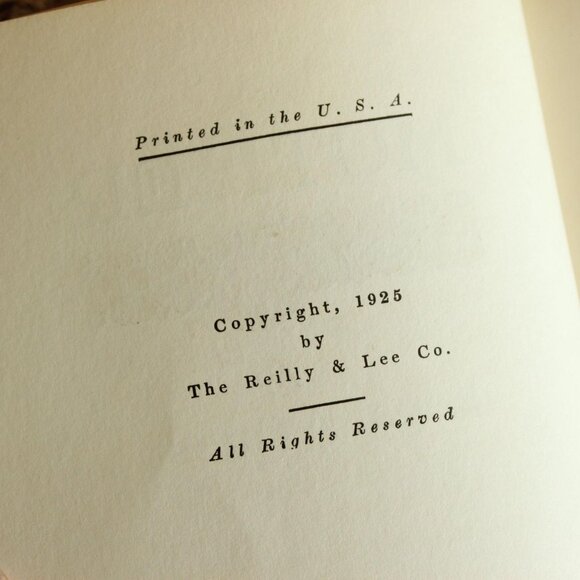 Printed in the U. S. A.
Copyright, 1925
by
The Reilly & Lee Co.
All Rights Reserved